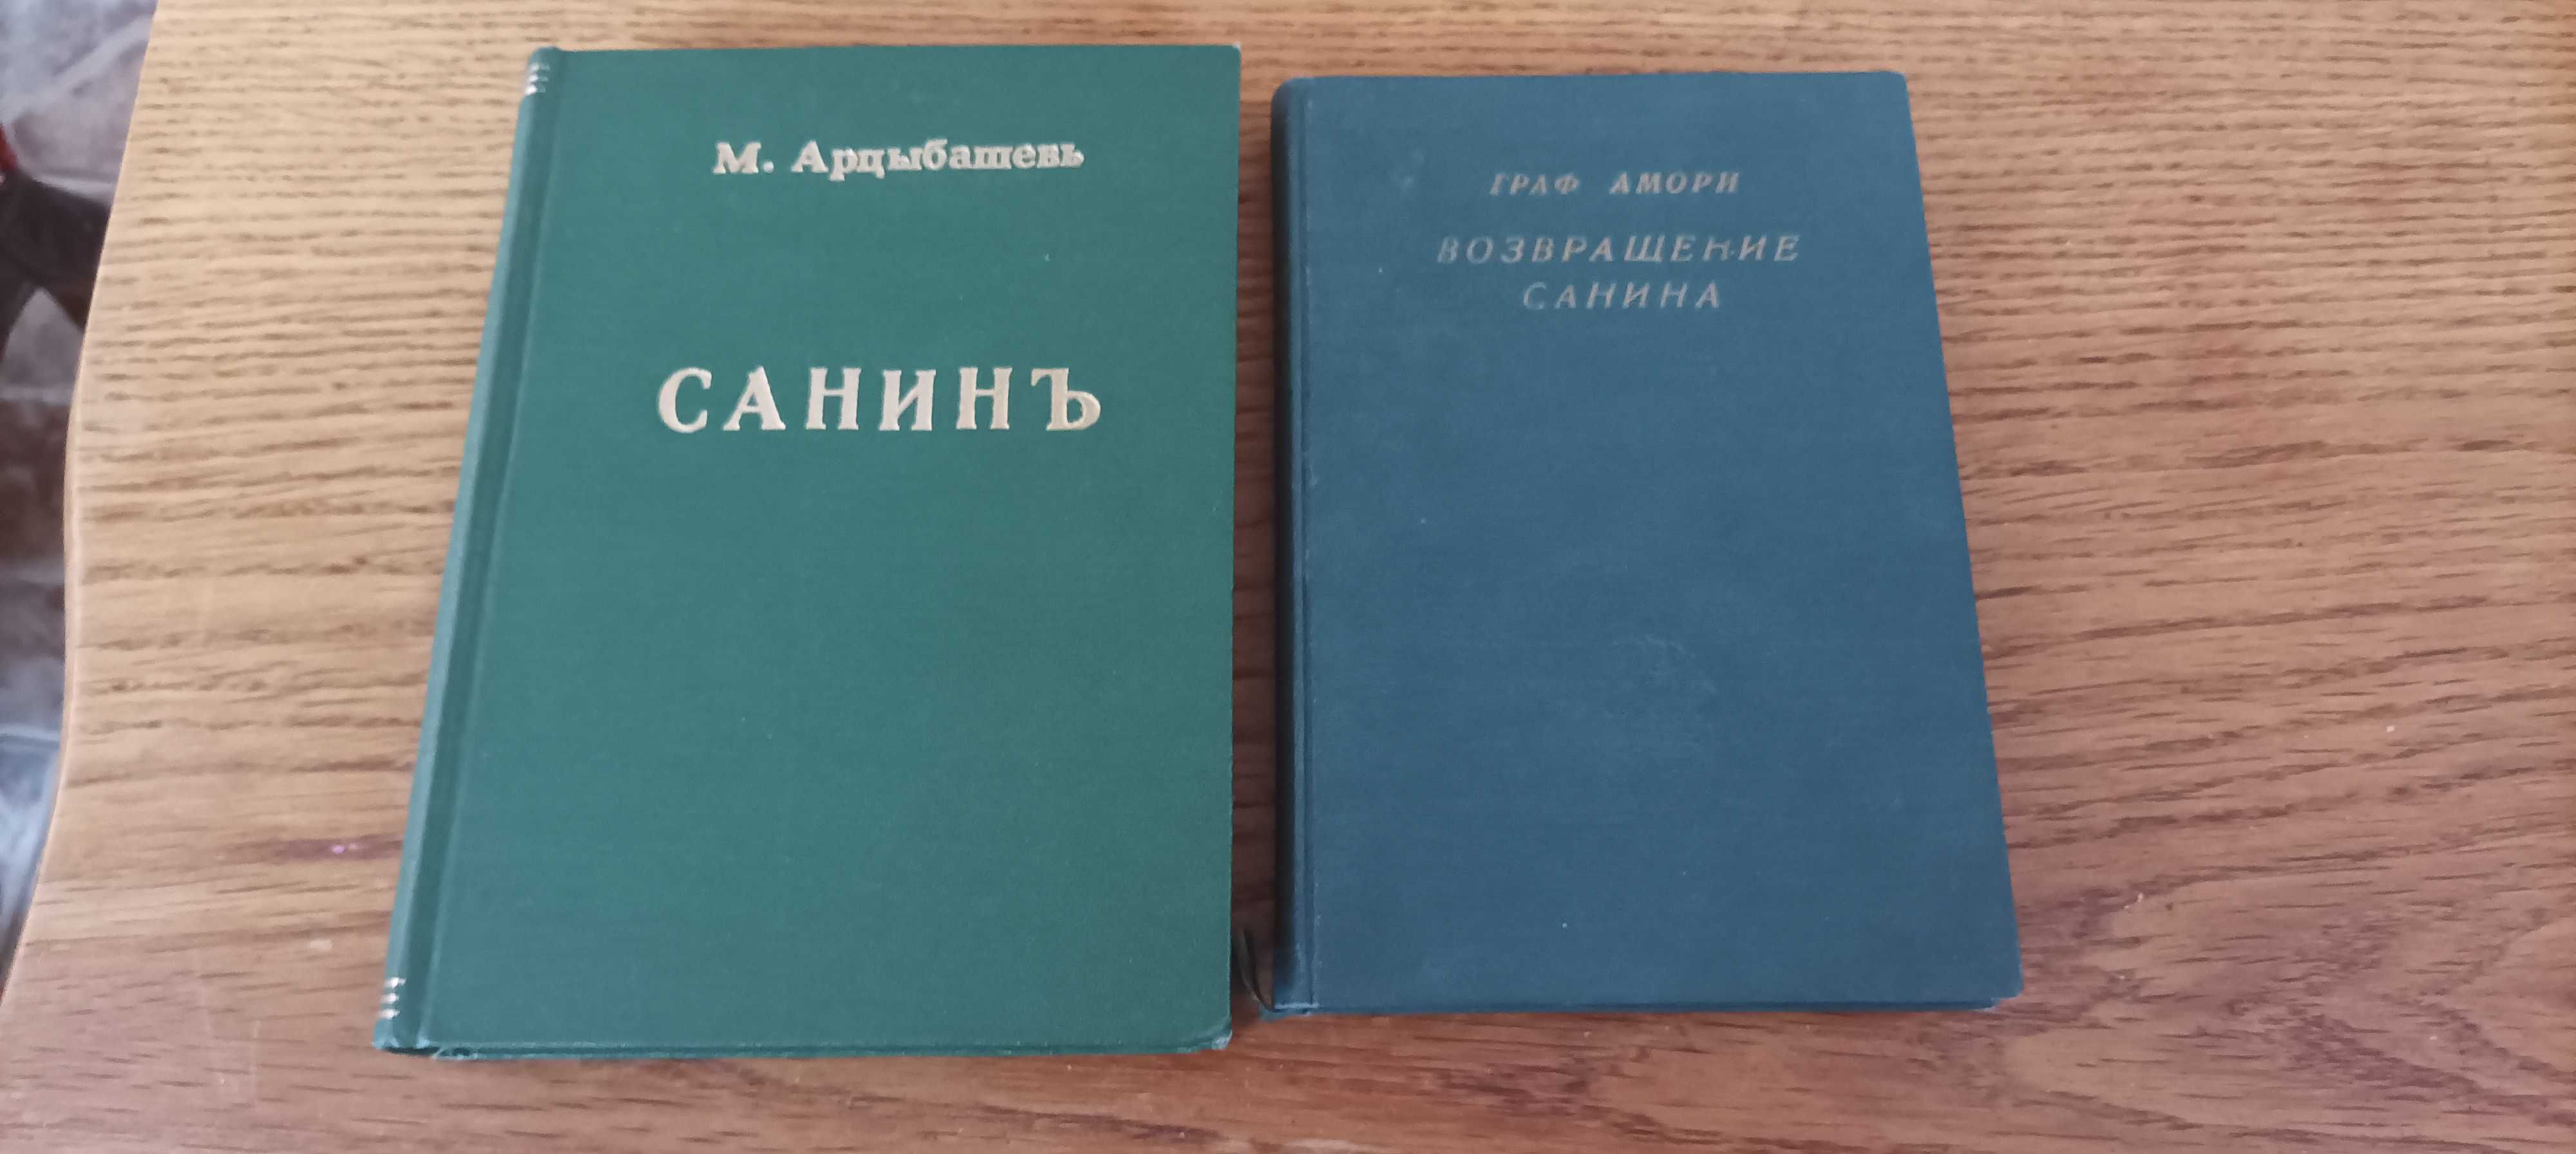 М. Арцыбашевъ
САНИНЪ
ГРАФ АМОРИ
ВОЗВРАЩЕНИЕ
САНИНА